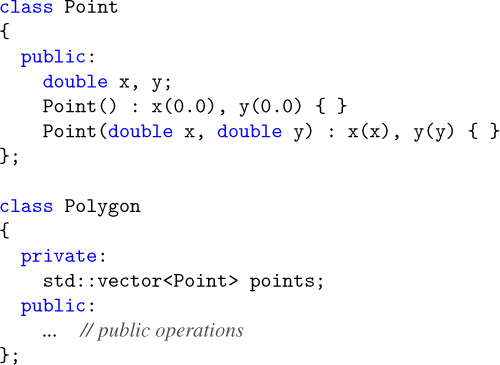 class Point
{
  public:
    double x, y;
    Point() : x(0.0), y(0.0) { }
    Point(double x, double y) : x(x), y(y) { }
};

class Polygon
{
  private:
    std::vector<Point> points;
  public:
    ...  // public operations
};